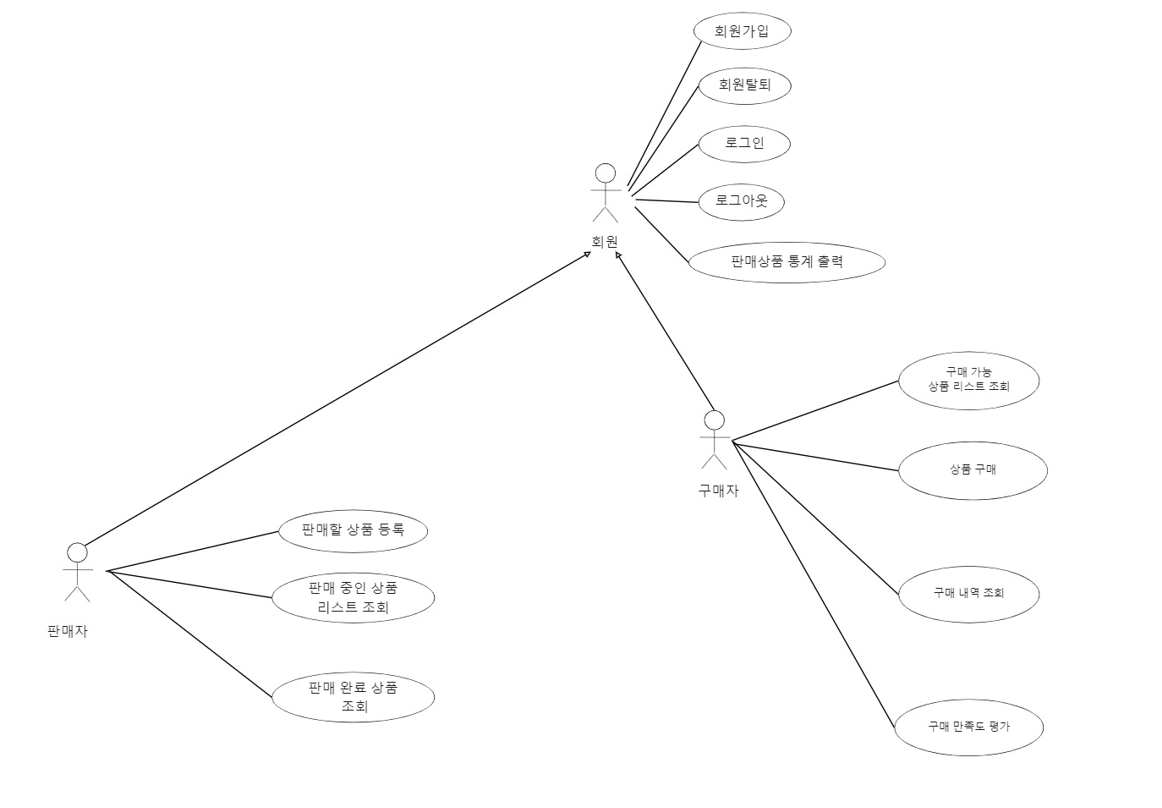 회원가입
회원탈퇴
로그인
로그아웃
회원
판매상품 통계 출력
구매 가능
상품 리스트 조회
상품 구매
구매자
판매할 상품 등록
판매 중인 상품
리스트 조회
구매 내역 조회
판매자
판매 완료 상품
조회
구매 만족도 평가